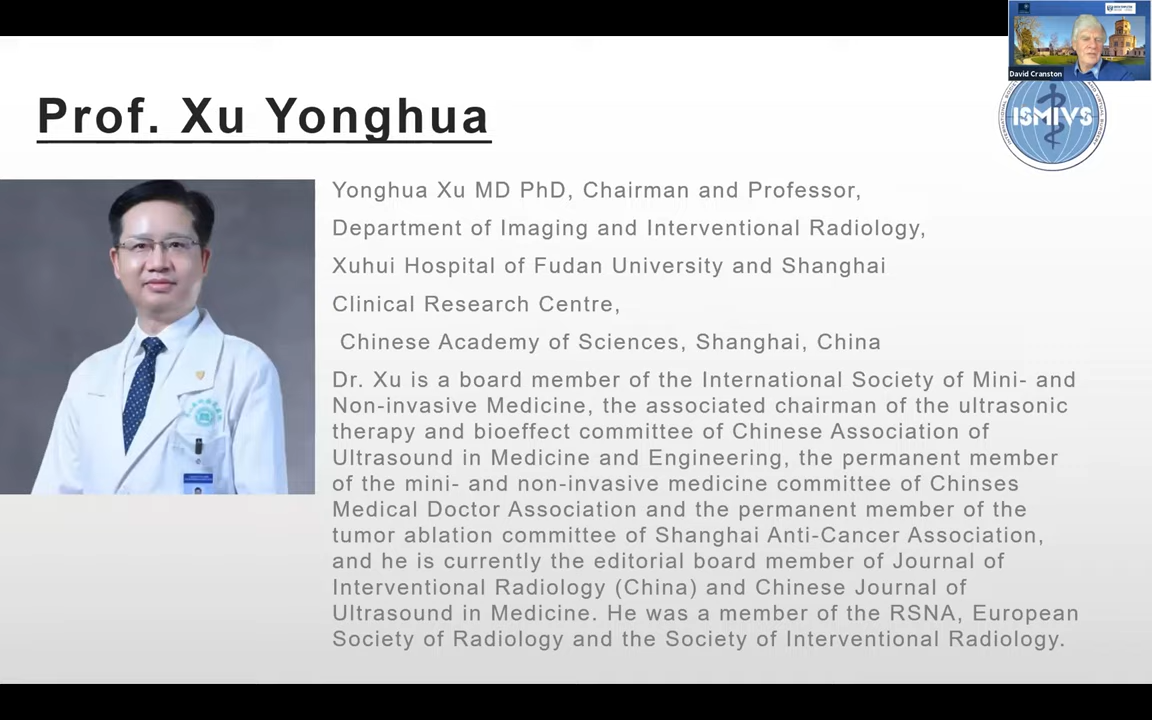 David Cranston
ISMIVS
Prof. Xu Yonghua
Yonghua Xu MD PhD, Chairman and Professor,
Department of Imaging and Interventional Radiology,
Xuhui Hospital of Fudan University and Shanghai
Clinical Research Centre,
Chinese Academy of Sciences, Shanghai, China
Dr. Xu is a board member of the International Society of Mini- and
Non-invasive Medicine, the associated chairman of the ultrasonic
therapy and bioeffect committee of Chinese Association of
Ultrasound in Medicine and Engineering, the permanent member
of the mini- and non-invasive medicine committee of Chinses
Medical Doctor Association and the permanent member of the
tumor ablation committee of Shanghai Anti-Cancer Association,
and he is currently the editorial board member of Journal of
Interventional Radiology (China) and Chinese Journal of
Ultrasound in Medicine. He was a member of the RSNA, European
Society of Radiology and the Society of Interventional Radiology.